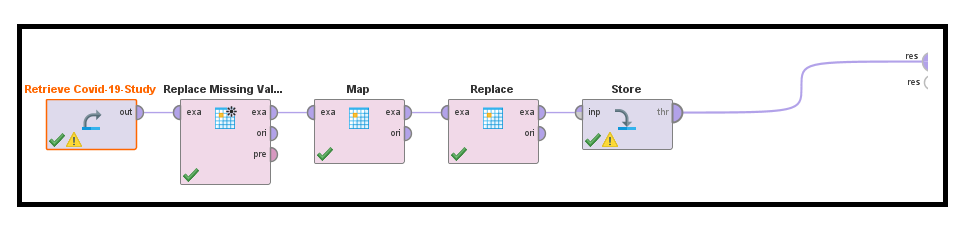 res
res
Retrieve Covid-19-Study
Replace Missing Val...
Map
Replace
Store
out
exa
exa
ori
pre
exa
exa
ori
exa
exa
ori
inp
thr